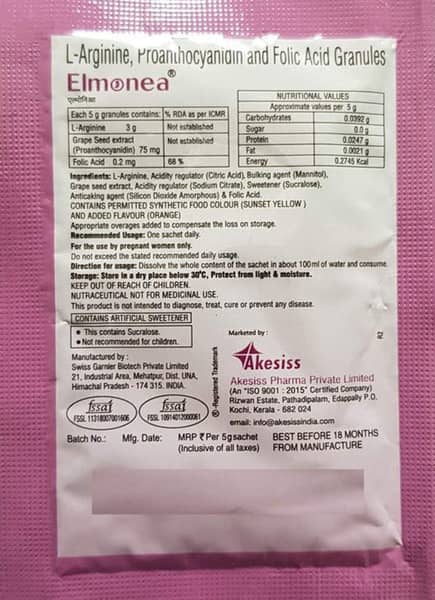 L-Arginine, Proanthocyanidin and Folic Acid Granules
Elmonea®
एल्मोनिआ
Each 5 g granules contains: % RDA as per ICMR
L-Arginine 3 g Not established
Grape Seed extract Not established
(Proanthocyanidin) 75 mg
Folic Acid 0.2 mg 68 %
NUTRITIONAL VALUES
Approximate values per 5 g
Carbohydrates 0.0392 g
Sugar 0.0 g
Protein 0.0247 g
Fat 0.0021 g
Energy 0.2745 Kcal
Ingredients: L-Arginine, Acidity regulator (Citric Acid), Bulking agent (Mannitol),
Grape seed extract, Acidity regulator (Sodium Citrate), Sweetener (Sucralose),
Anticaking agent (Silicon Dioxide Amorphous) & Folic Acid.
CONTAINS PERMITTED SYNTHETIC FOOD COLOUR (SUNSET YELLOW )
AND ADDED FLAVOUR (ORANGE)
Appropriate overages added to compensate the loss on storage.
Recommended Usage: One sachet daily.
For the use by pregnant women only.
Do not exceed the stated recommended daily usage.
Direction for usage: Dissolve the whole content of the sachet in about 100ml of water and consume.
Storage: Store in a dry place below 30°C, Protect from light & moisture.
KEEP OUT OF REACH OF CHILDREN.
NUTRACEUTICAL NOT FOR MEDICINAL USE.
This product is not intended to diagnose, treat, cure or prevent any disease.
CONTAINS ARTIFICIAL SWEETENER
• This contains Sucralose.
• Not recommended for children.
Manufactured by :
Swiss Garnier Biotech Private Limited
21, Industrial Area, Mehatpur, Dist. UNA,
Himachal Pradesh - 174 315. INDIA.
fssai
FSSL 11318007001606
fssai
FSSL 10914012000061
®-Registered Trademark
Marketed by :
Akesiss
Akesiss Pharma Private Limited
(An "ISO 9001 : 2015" Certified Company)
Rizwan Estate, Pathadipalam, Edappally P.O.
Kochi, Kerala - 682 024
email: info@akesissindia.com
R2
Batch No.: Mfg. Date: MRP ₹ Per 5g sachet
(Inclusive of all taxes)
BEST BEFORE 18 MONTHS
FROM MANUFACTURE